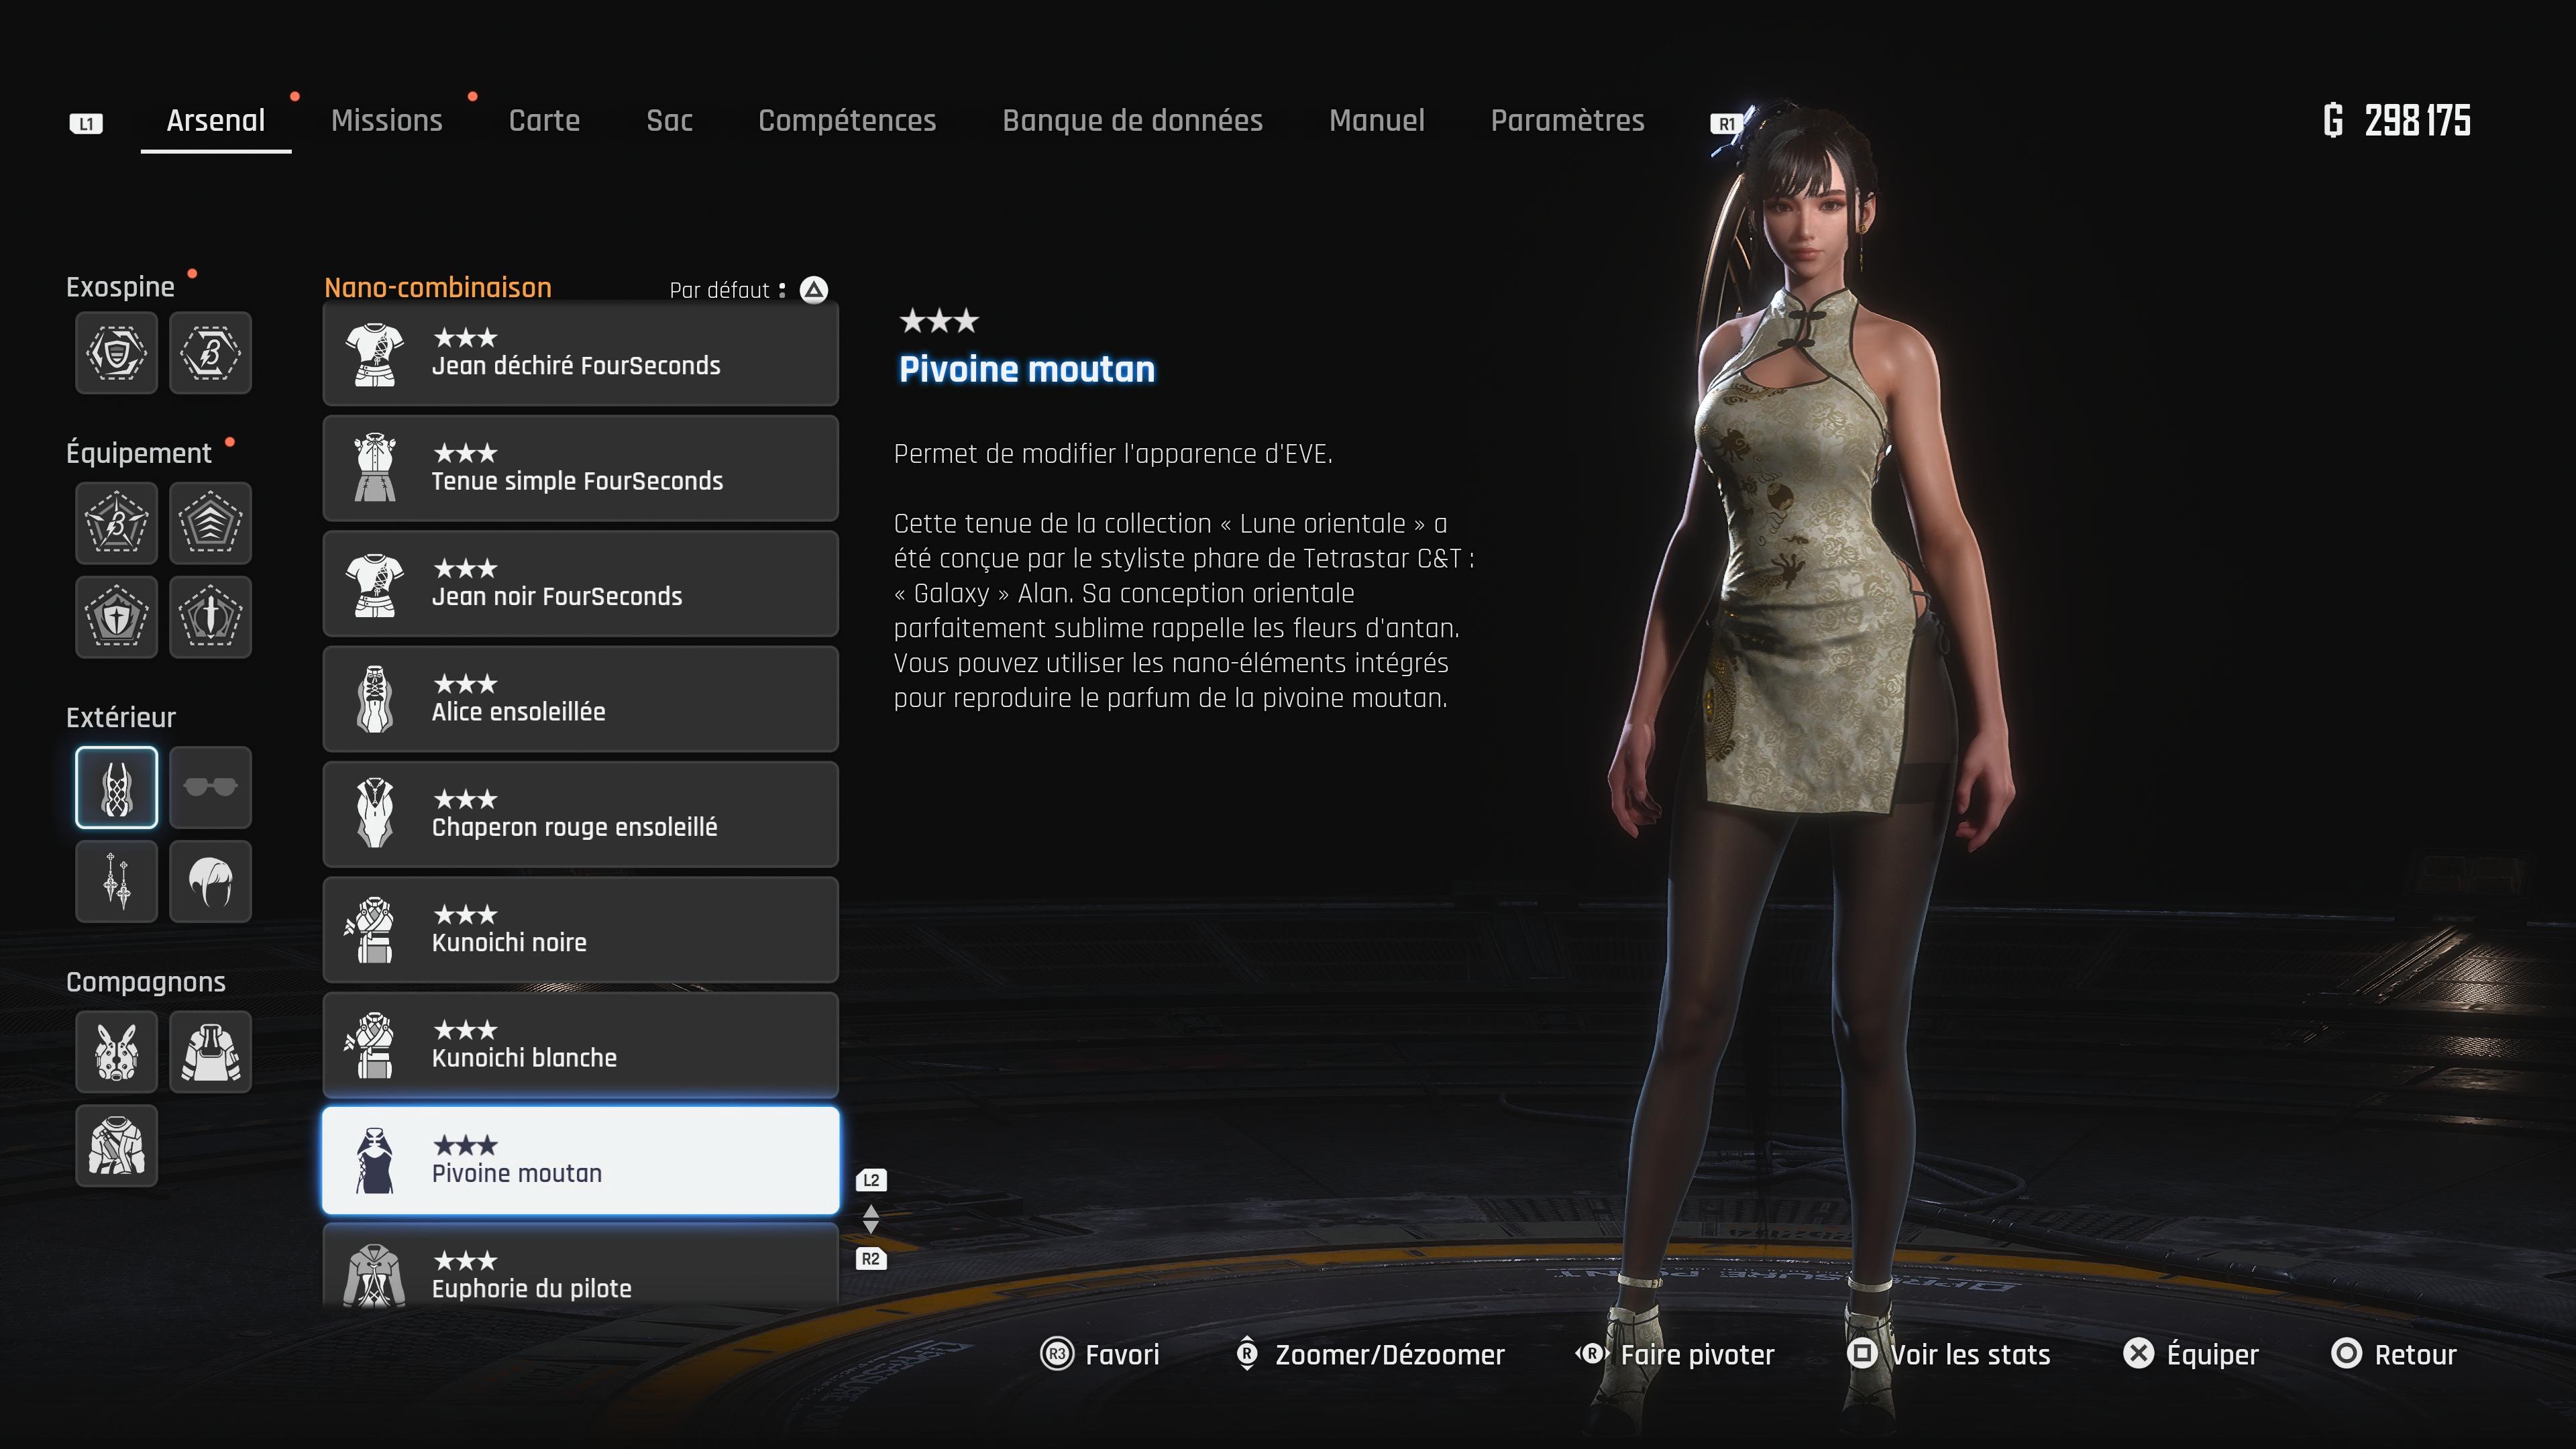 L1 Arsenal Missions Carte Sac Compétences Banque de données Manuel Paramètres R1 298 175
Exospine
Équipement
Extérieur
Compagnons
Nano-combinaison Par défaut :
Jean déchiré FourSeconds
Tenue simple FourSeconds
Jean noir FourSeconds
Alice ensoleillée
Chaperon rouge ensoleillé
Kunoichi noire
Kunoichi blanche
Pivoine moutan
Euphorie du pilote
L2
R2
Pivoine moutan
Permet de modifier l'apparence d'EVE.
Cette tenue de la collection « Lune orientale » a
été conçue par le styliste phare de Tetrastar C&T :
« Galaxy » Alan. Sa conception orientale
parfaitement sublime rappelle les fleurs d'antan.
Vous pouvez utiliser les nano-éléments intégrés
pour reproduire le parfum de la pivoine moutan.
R3 Favori R Zoomer/Dézoomer R Faire pivoter Voir les stats Équiper Retour